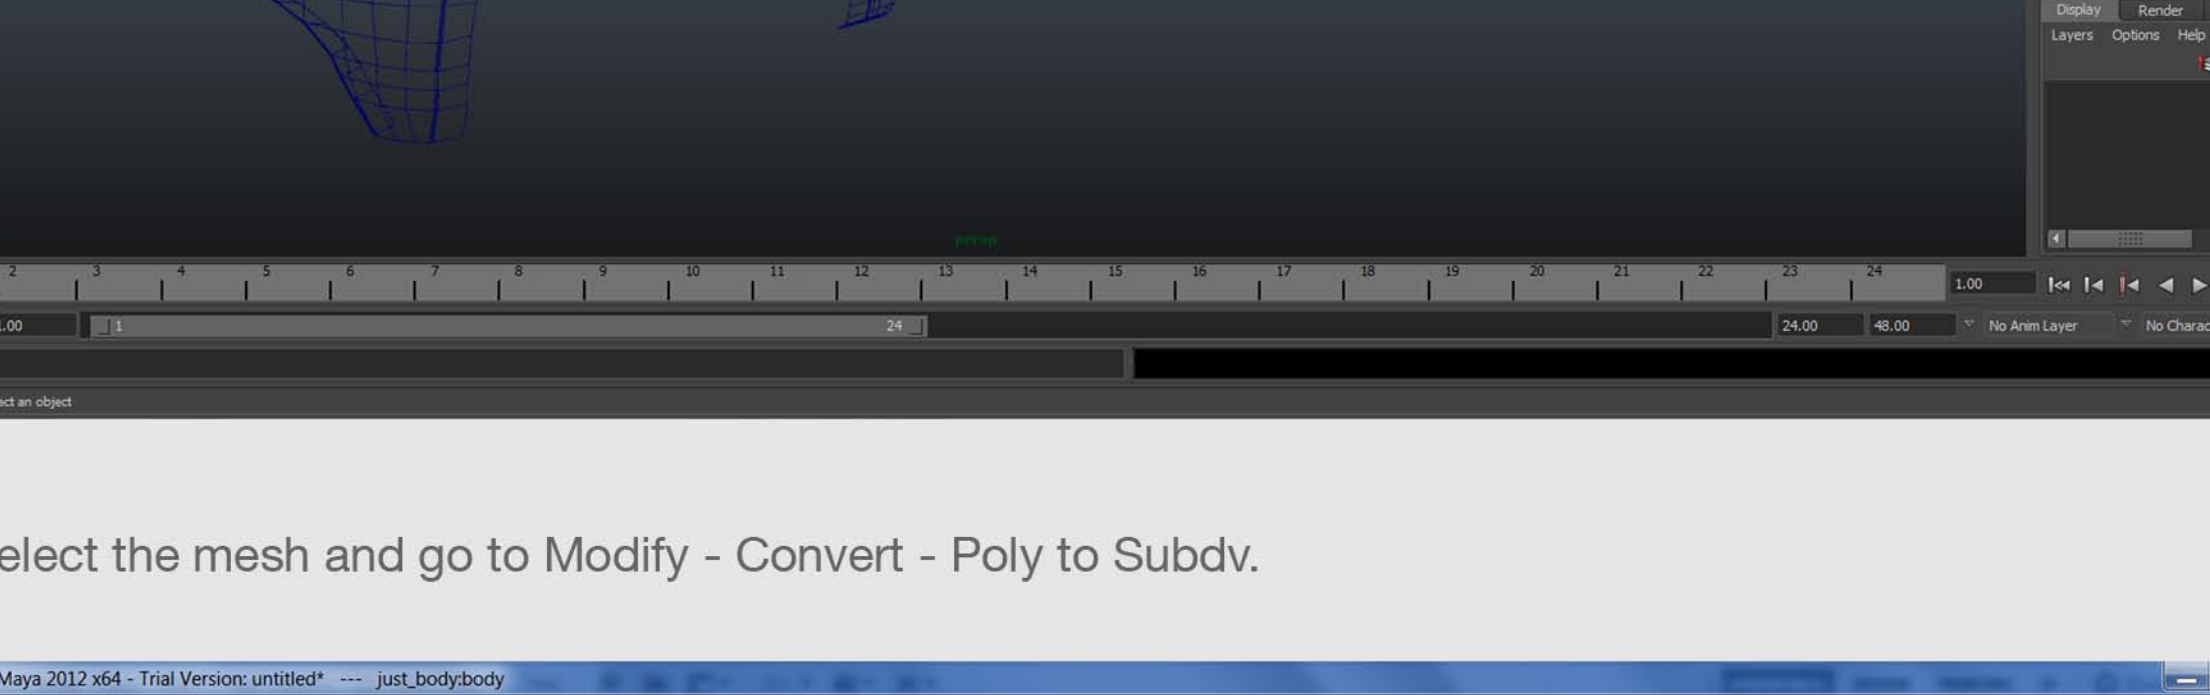 Display Render
Layers Options Help
persp
2 3 4 5 6 7 8 9 10 11 12 13 14 15 16 17 18 19 20 21 22 23 24 1.00
.00 1 24 24.00 48.00 No Anim Layer No Charac
ect an object
elect the mesh and go to Modify - Convert - Poly to Subdv.
Maya 2012 x64 - Trial Version: untitled* --- just_body:body